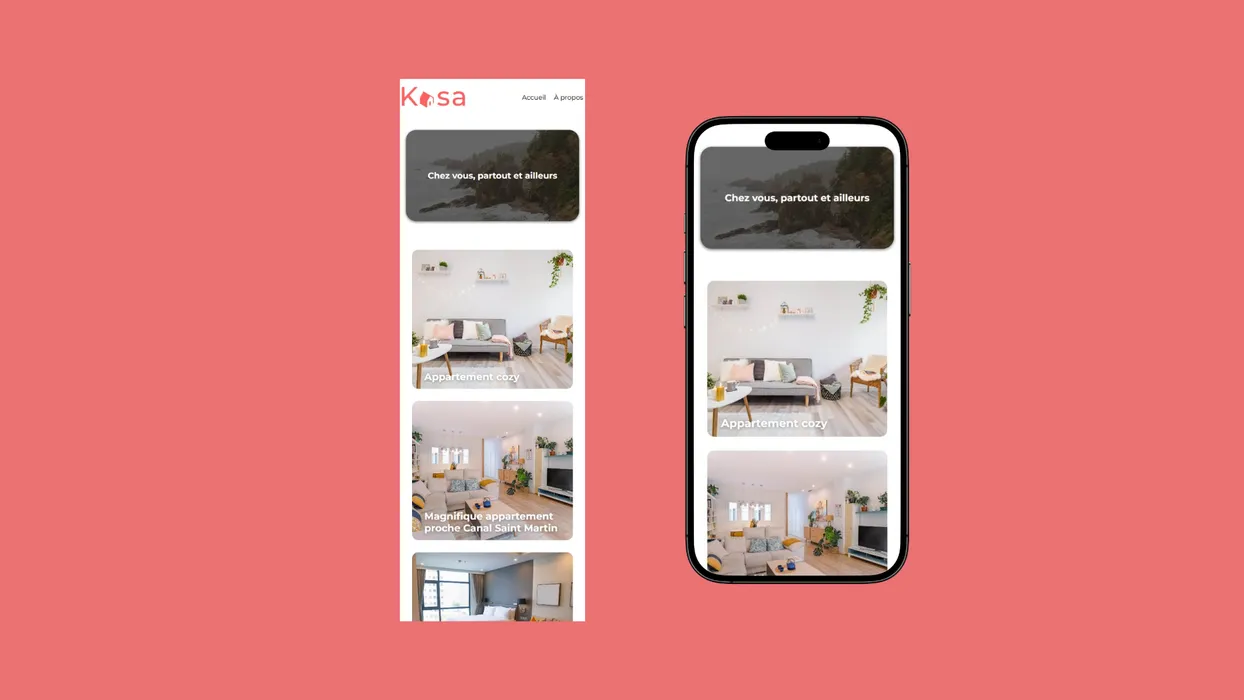 Kasa
Accueil À propos
Chez vous, partout et ailleurs
Appartement cozy
Magnifique appartement
proche Canal Saint Martin
Chez vous, partout et ailleurs
Appartement cozy